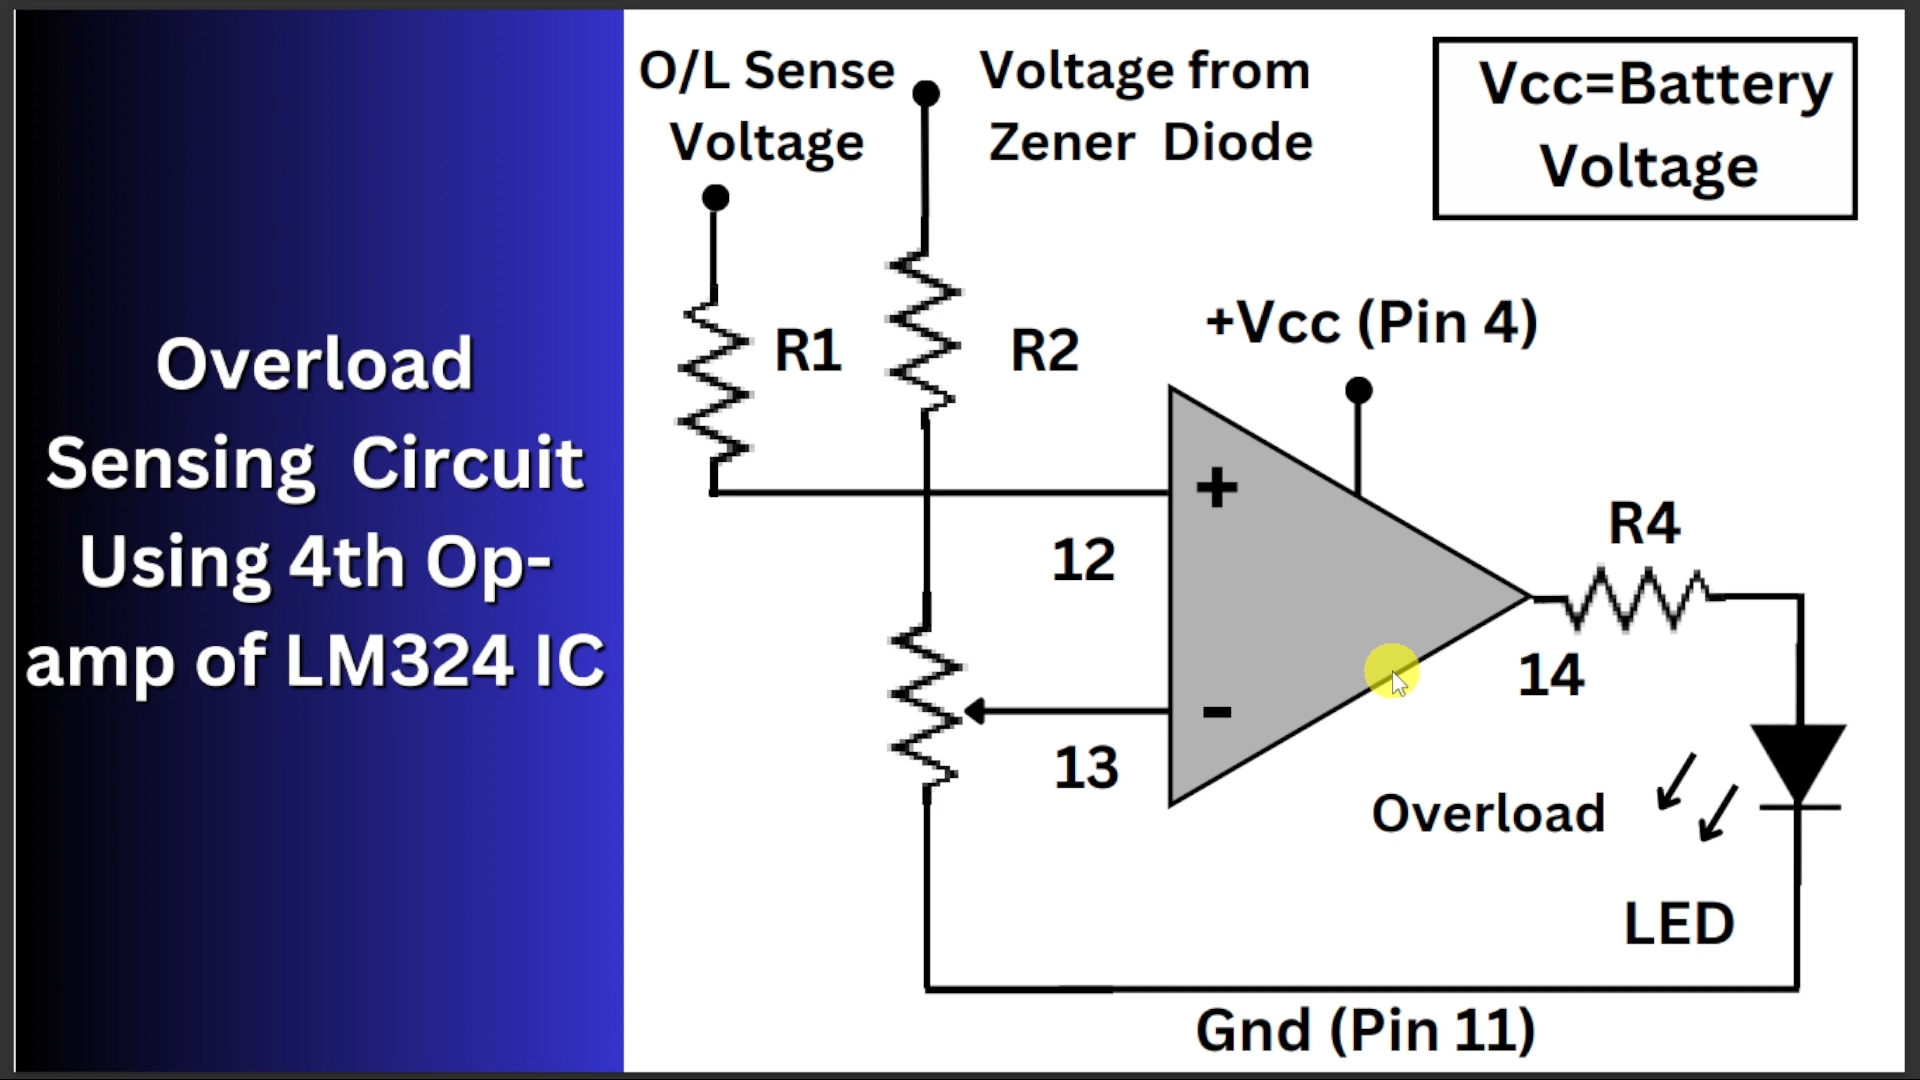 Overload
Sensing Circuit
Using 4th Op-
amp of LM324 IC
O/L Sense
Voltage
Voltage from
Zener Diode
Vcc=Battery
Voltage
R1
R2
+Vcc (Pin 4)
+
12
-
13
R4
14
Overload
LED
Gnd (Pin 11)